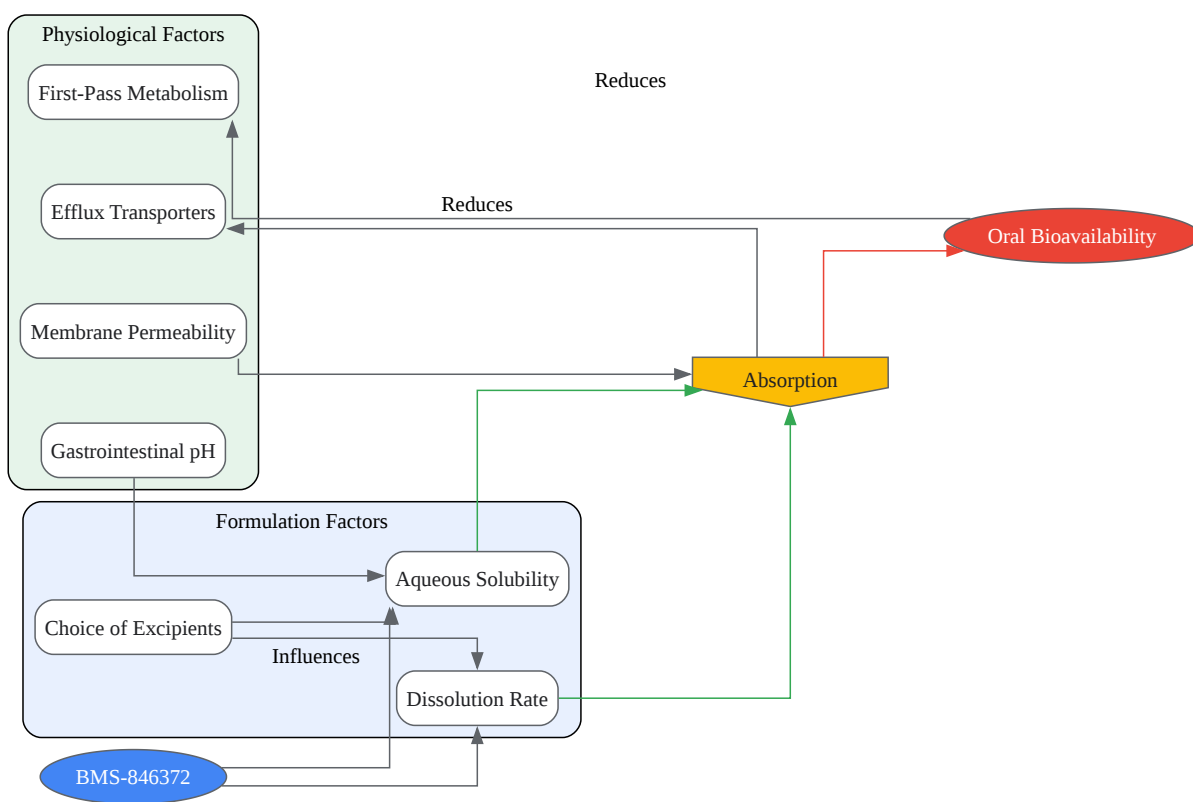 Physiological Factors
First-Pass Metabolism
Reduces
Efflux Transporters
Reduces
Oral Bioavailability
Membrane Permeability
Absorption
Gastrointestinal pH
Formulation Factors
Aqueous Solubility
Choice of Excipients
Influences
Dissolution Rate
BMS-846372